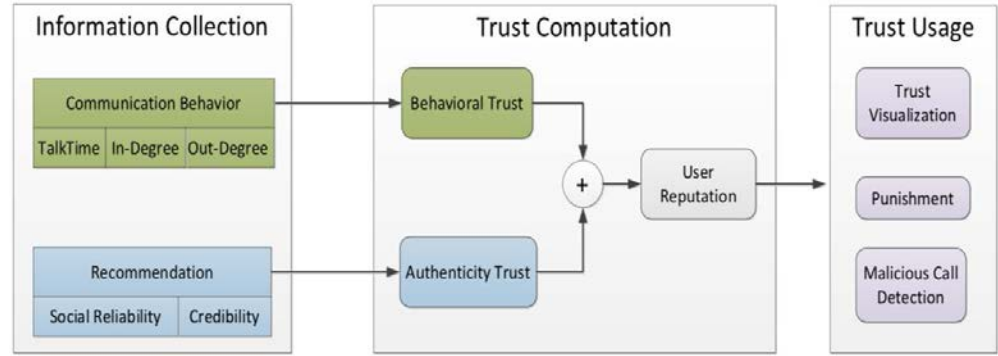 Information Collection
Communication Behavior
TalkTime
In-Degree
Out-Degree
Recommendation
Social Reliability
Credibility
Trust Computation
Behavioral Trust
Authenticity Trust
+
User
Reputation
Trust Usage
Trust
Visualization
Punishment
Malicious Call
Detection